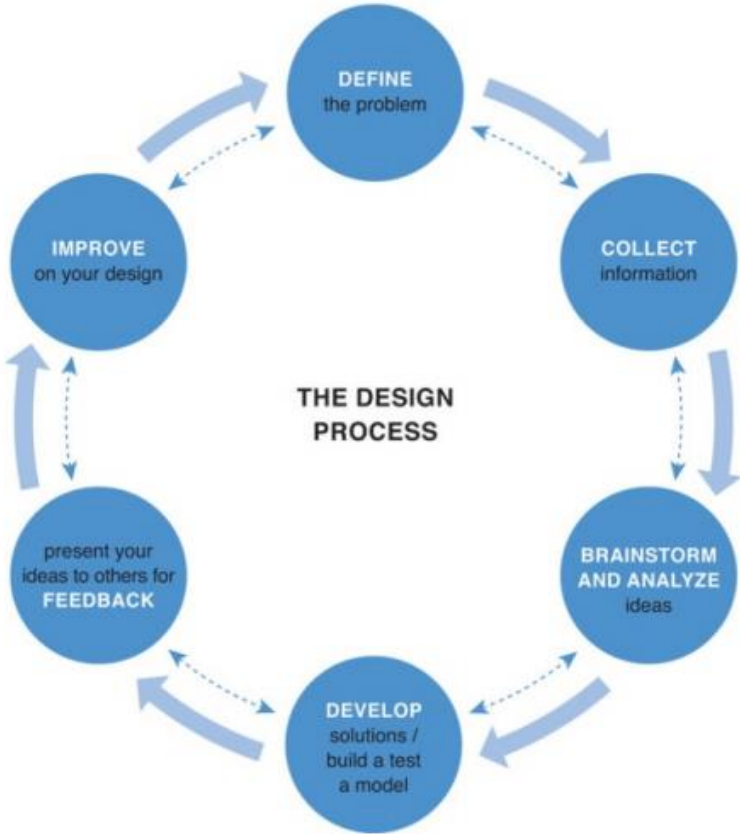 DEFINE
the problem
COLLECT
information
BRAINSTORM
AND ANALYZE
ideas
DEVELOP
solutions /
build a test
a model
present your
ideas to others for
FEEDBACK
IMPROVE
on your design
THE DESIGN
PROCESS